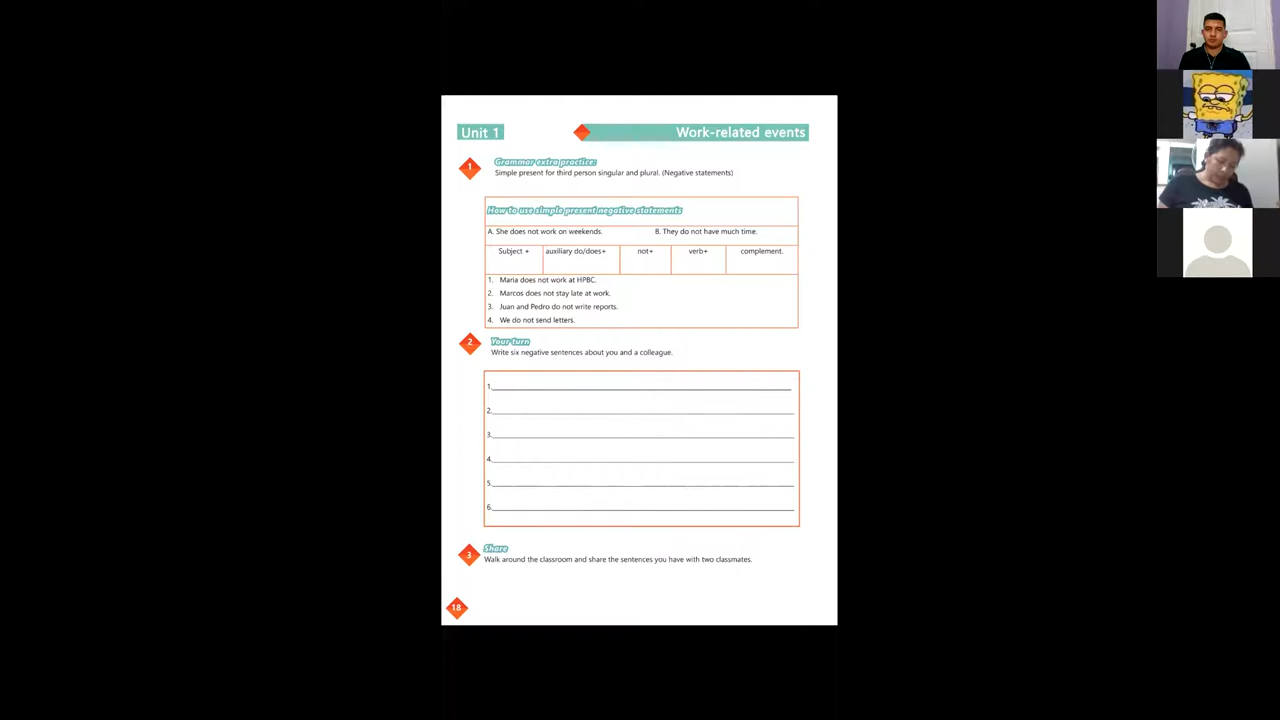 Unit 1
Work-related events
1
Grammar extra practice:
Simple present for third person singular and plural. (Negative statements)
How to use simple present negative statements
A. She does not work on weekends.
B. They do not have much time.
Subject + auxiliary do/does+ not+ verb+ complement.
1. Maria does not work at HPBC.
2. Marcos does not stay late at work.
3. Juan and Pedro do not write reports.
4. We do not send letters.
2
Your turn
Write six negative sentences about you and a colleague.
1.
2.
3.
4.
5.
6.
3
Share
Walk around the classroom and share the sentences you have with two classmates.
18